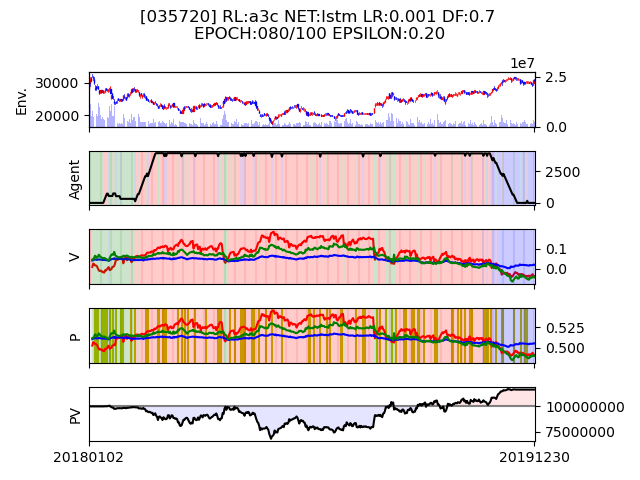 [035720] RL:a3c NET:lstm LR:0.001 DF:0.7
EPOCH:080/100 EPSILON:0.20
1e7
Env.
30000
20000
2.5
0.0
Agent
2500
0
V
0.1
0.0
P
0.525
0.500
PV
100000000
75000000
20180102
20191230